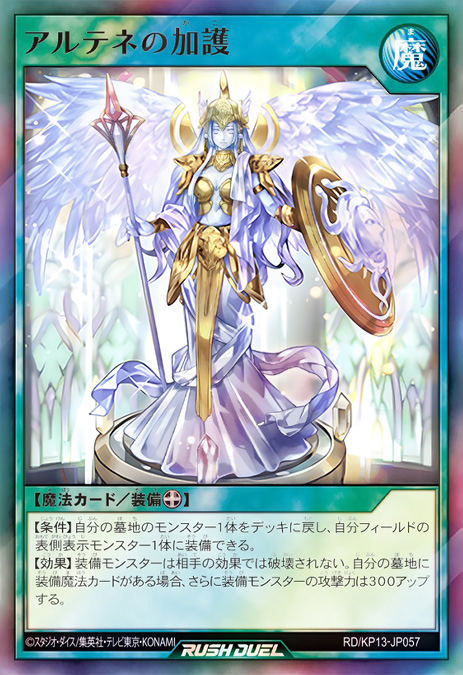 アルテネの加護
魔
【魔法カード／装備】
【条件】自分の墓地のモンスター1体をデッキに戻し、自分フィールドの
表側表示モンスター1体に装備できる。
【効果】装備モンスターは相手の効果では破壊されない。自分の墓地に
装備魔法カードがある場合、さらに装備モンスターの攻撃力は300アップ
する。
©スタジオ・ダイス/集英社・テレビ東京・KONAMI
RUSH DUEL
RD/KP13-JP057